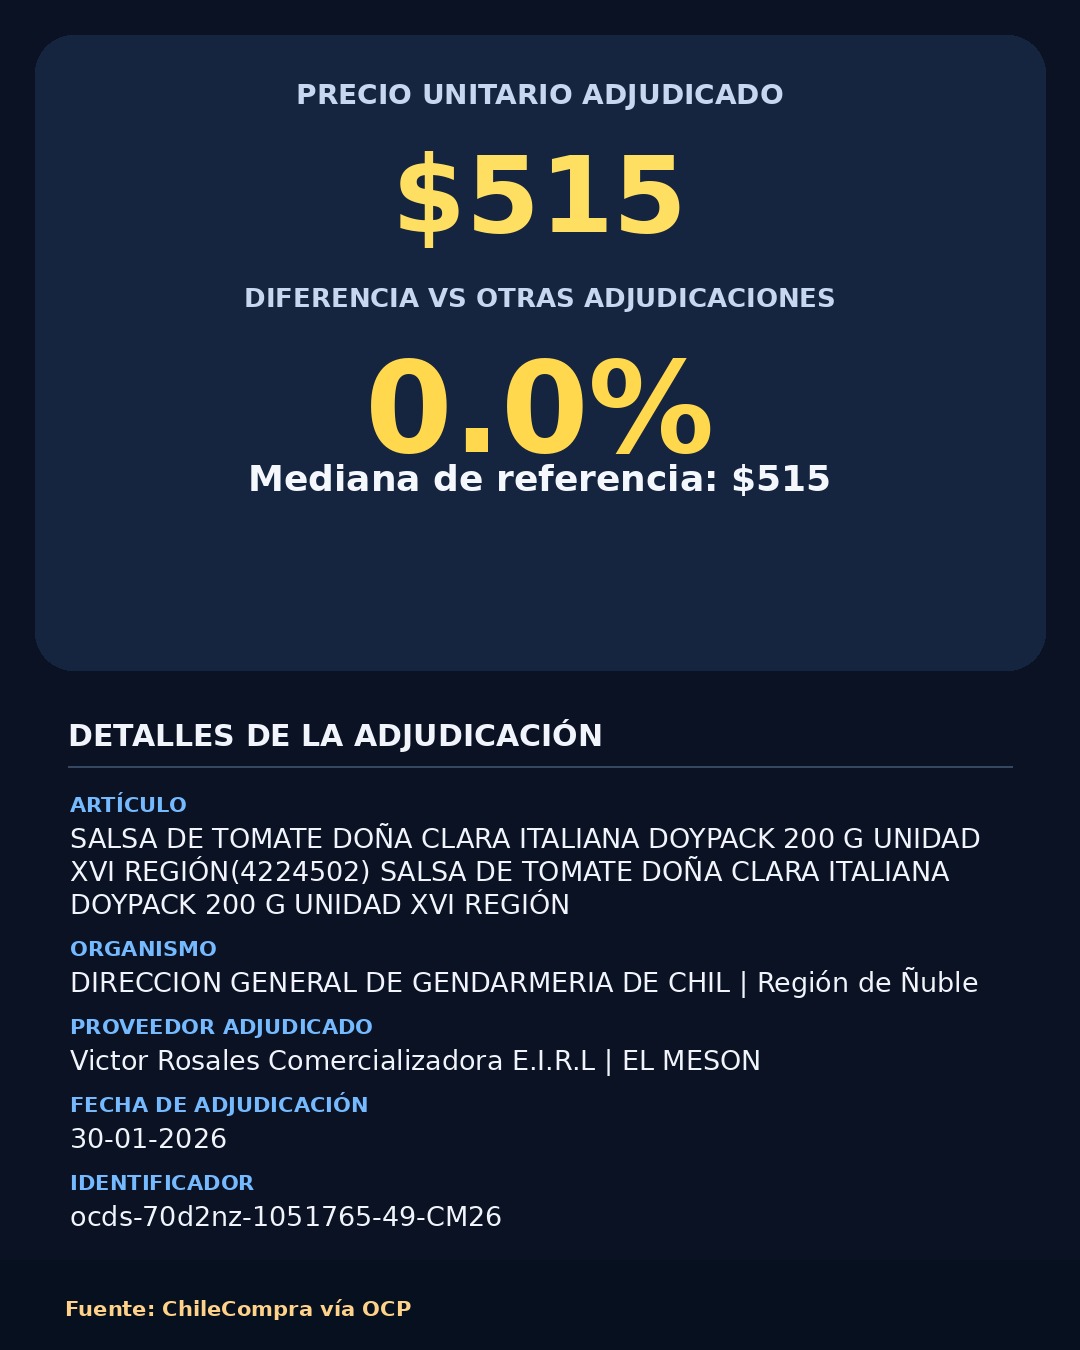 PRECIO UNITARIO ADJUDICADO
$515
DIFERENCIA VS OTRAS ADJUDICACIONES
0.0%
Mediana de referencia: $515
DETALLES DE LA ADJUDICACIÓN
ARTÍCULO
SALSA DE TOMATE DOÑA CLARA ITALIANA DOYPACK 200 G UNIDAD
XVI REGIÓN(4224502) SALSA DE TOMATE DOÑA CLARA ITALIANA
DOYPACK 200 G UNIDAD XVI REGIÓN
ORGANISMO
DIRECCION GENERAL DE GENDARMERIA DE CHIL | Región de Ñuble
PROVEEDOR ADJUDICADO
Victor Rosales Comercializadora E.I.R.L | EL MESON
FECHA DE ADJUDICACIÓN
30-01-2026
IDENTIFICADOR
ocds-70d2nz-1051765-49-CM26
Fuente: ChileCompra vía OCP